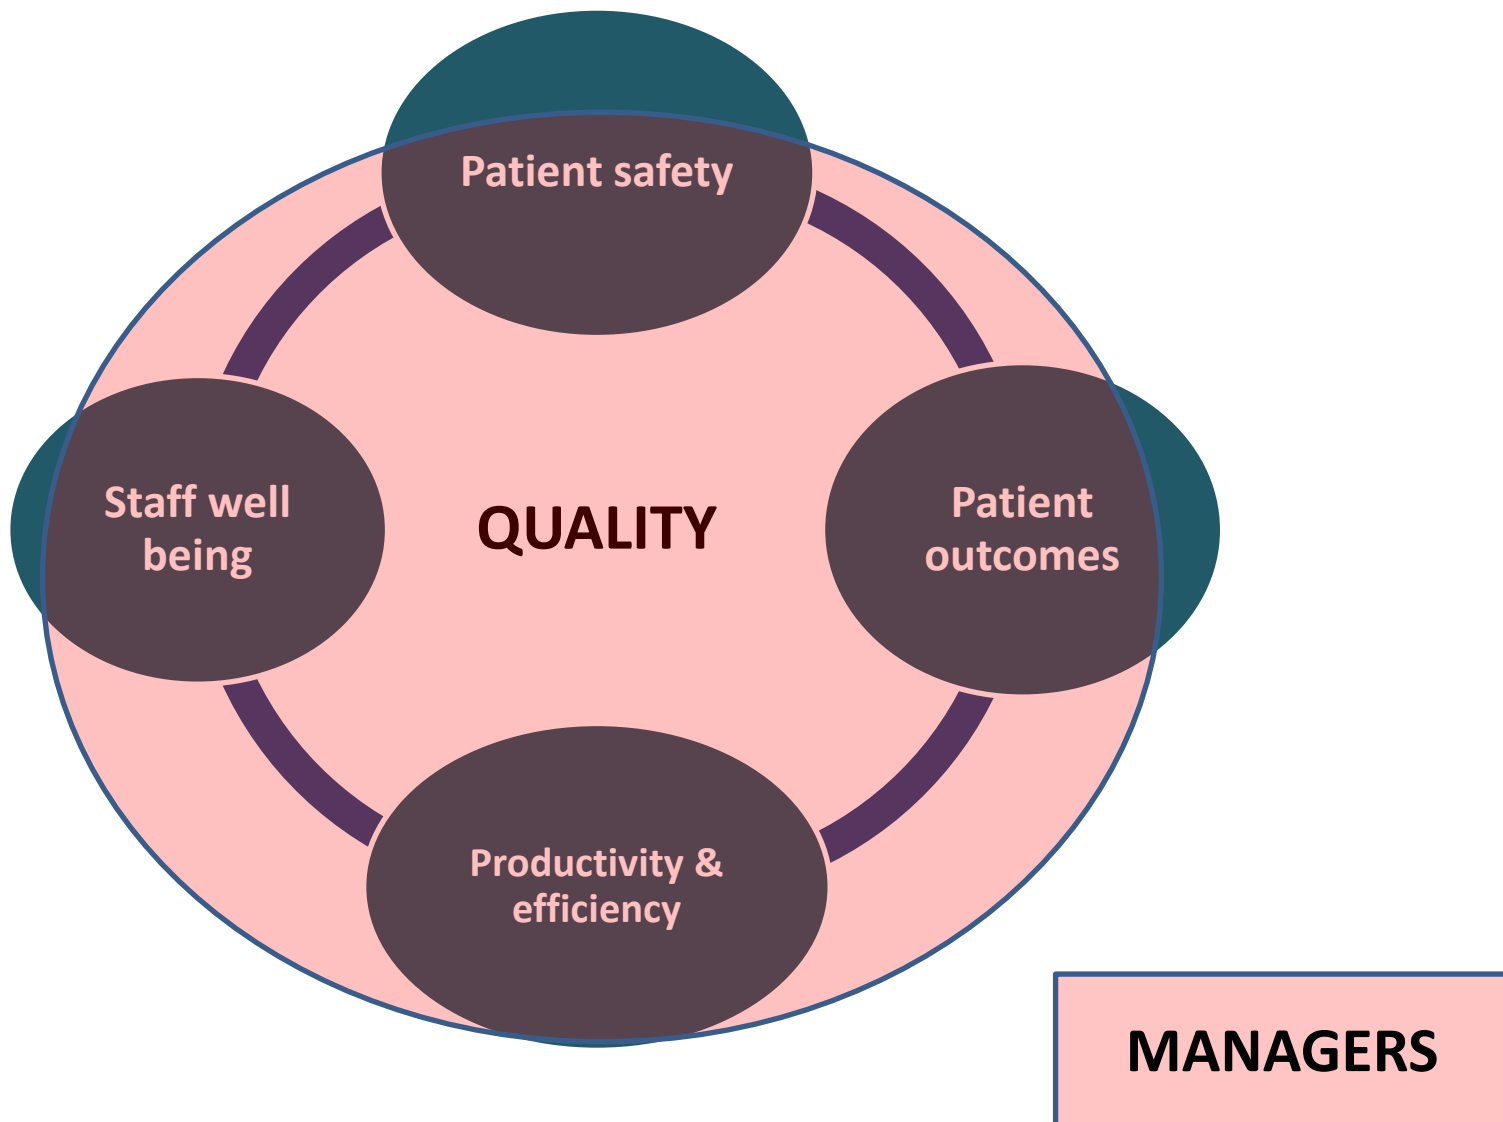 Patient safety
Staff well
being
QUALITY
Patient
outcomes
Productivity &
efficiency
MANAGERS